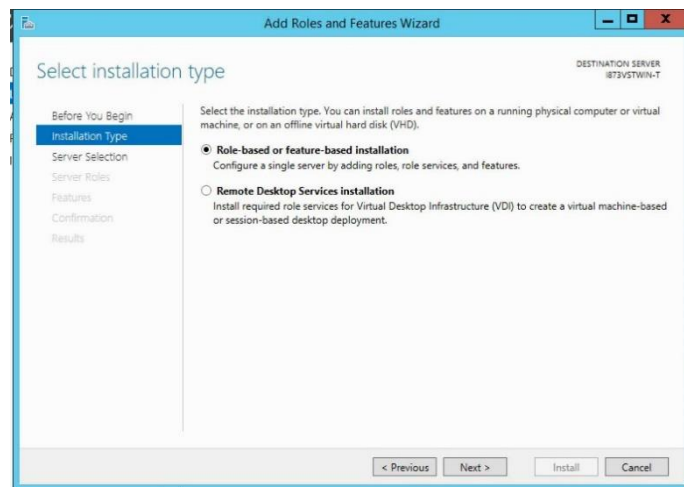 Add Roles and Features Wizard
Select installation type
DESTINATION SERVER
I873VSTWIN-T
Before You Begin
Installation Type
Server Selection
Server Roles
Features
Confirmation
Results
Select the installation type. You can install roles and features on a running physical computer or virtual
machine, or on an offline virtual hard disk (VHD).
Role-based or feature-based installation
Configure a single server by adding roles, role services, and features.
Remote Desktop Services installation
Install required role services for Virtual Desktop Infrastructure (VDI) to create a virtual machine-based
or session-based desktop deployment.
< Previous
Next >
Install
Cancel